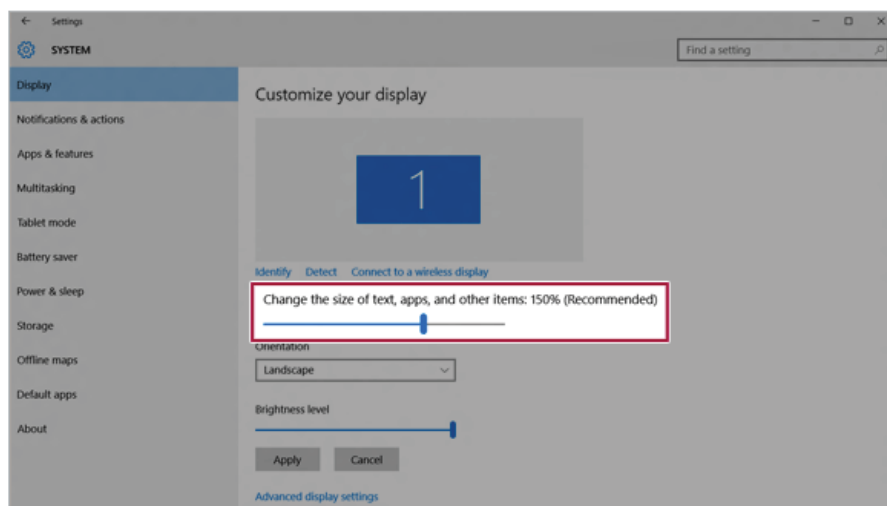 Settings
SYSTEM
Find a setting
Display
Notifications & actions
Apps & features
Multitasking
Tablet mode
Battery saver
Power & sleep
Storage
Offline maps
Default apps
About
Customize your display
1
Identify Detect Connect to a wireless display
Change the size of text, apps, and other items: 150% (Recommended)
Orientation
Landscape
Brightness level
Apply Cancel
Advanced display settings